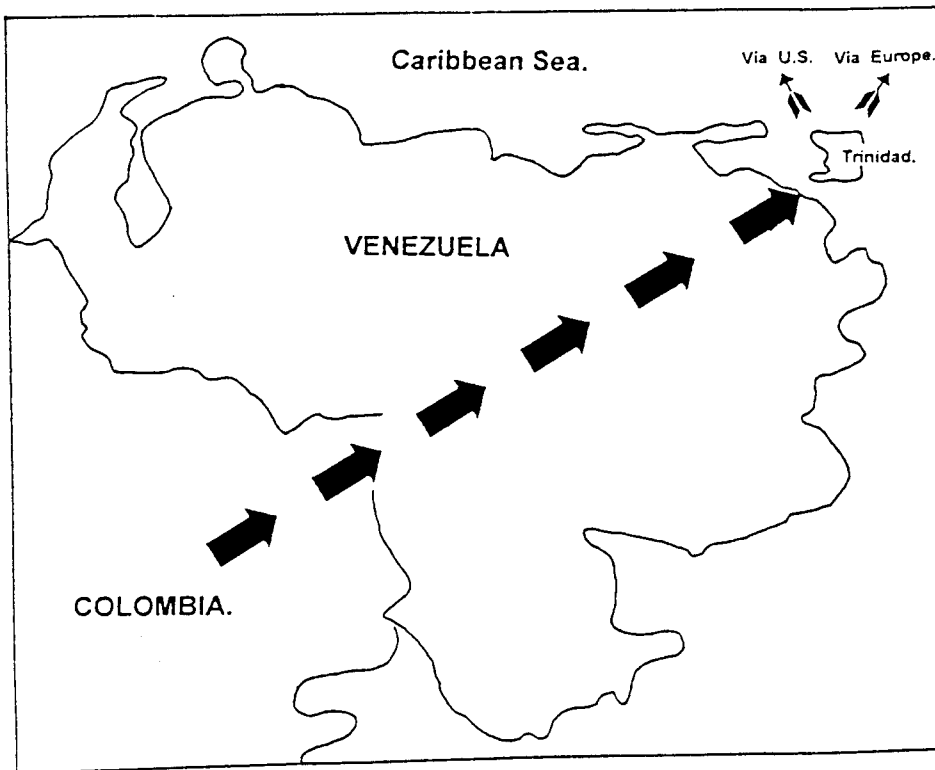 Caribbean Sea.
Via U.S. Via Europe.
Trinidad.
VENEZUELA
COLOMBIA.